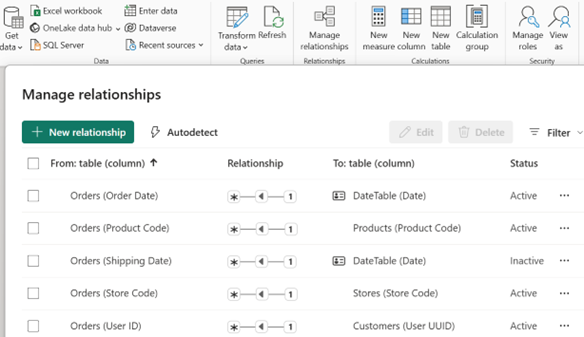 Get data
Excel workbook
OneLake data hub
SQL Server
Enter data
Dataverse
Recent sources
Data
Transform data
Refresh
Queries
Manage relationships
Relationships
New measure
New column
New table
Calculation group
Calculations
Manage roles
View as
Security
Manage relationships
+ New relationship
Autodetect
Edit
Delete
Filter
From: table (column) ↑ Relationship To: table (column) Status
Orders (Order Date) * 1 DateTable (Date) Active ...
Orders (Product Code) * 1 Products (Product Code) Active ...
Orders (Shipping Date) * 1 DateTable (Date) Inactive ...
Orders (Store Code) * 1 Stores (Store Code) Active ...
Orders (User ID) * 1 Customers (User UUID) Active ...